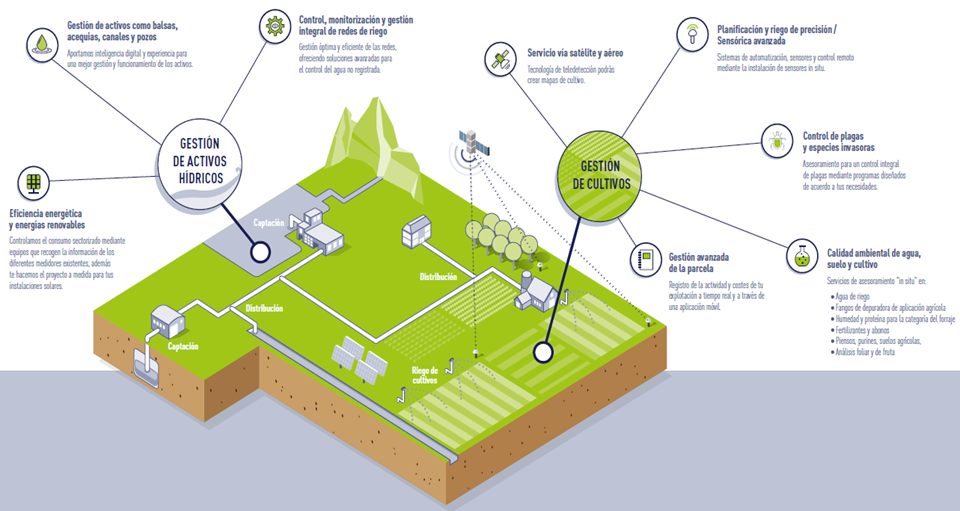 Gestión de activos como balsas,
acequias, canales y pozos
Aportamos inteligencia digital y experiencia para
una mejor gestión y funcionamiento de los activos.
Control, monitorización y gestión
integral de redes de riego
Gestión óptima y eficiente de las redes,
ofreciendo soluciones avanzadas para
el control del agua no registrada.
GESTIÓN
DE ACTIVOS
HÍDRICOS
Eficiencia energética
y energías renovables
Controlamos el consumo sectorizado mediante
equipos que recogen la información de los
diferentes medidores existentes, además
te hacemos el proyecto a medida para tus
instalaciones solares.
Servicio vía satélite y aéreo
Tecnología de teledetección podrás
crear mapas de cultivo.
Planificación y riego de precisión /
Sensórica avanzada
Sistemas de automatización, sensores y control remoto
mediante la instalación de sensores in situ.
GESTIÓN
DE CULTIVOS
Control de plagas
y especies invasoras
Asesoramiento para un control integral
de plagas mediante programas diseñados
de acuerdo a tus necesidades.
Gestión avanzada
de la parcela
Registro de la actividad y costes de tu
explotación a tiempo real y a través de
una aplicación móvil.
Calidad ambiental de agua,
suelo y cultivo
Servicios de asesoramiento "in situ" en:
• Agua de riego
• Fangos de depuradora de aplicación agrícola
• Humedad y proteína para la categoría del forraje
• Fertilizantes y abonos
• Piensos, purines, suelos agrícolas,
• Análisis foliar y de fruta
Captación
Distribución
Distribución
Captación
Riego de
cultivos